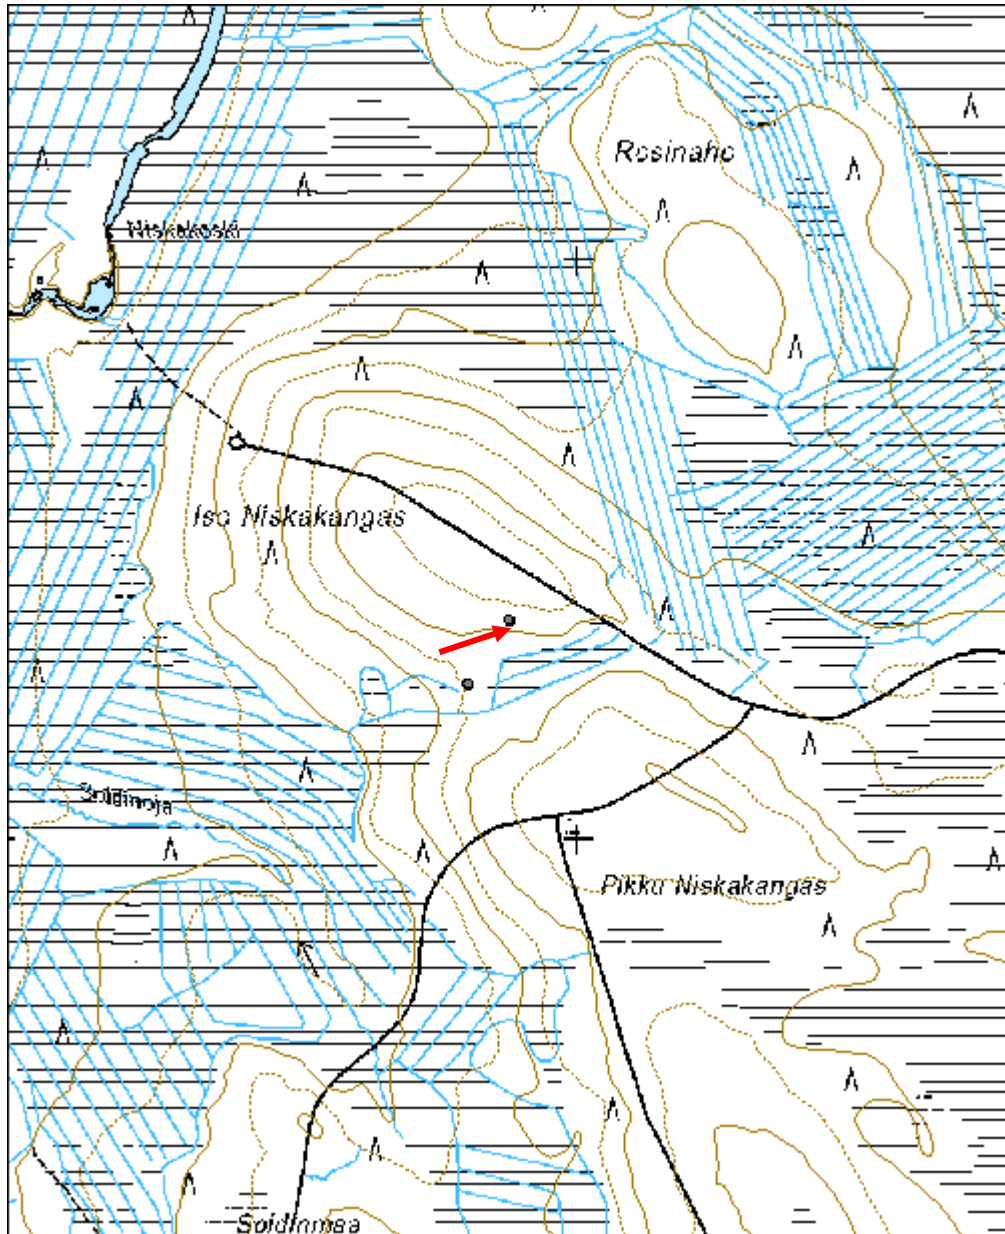 Rosinaho
Niskakoski
Iso Niskakangas
Soidinoja
Pikku Niskakangas
Soidinmaa